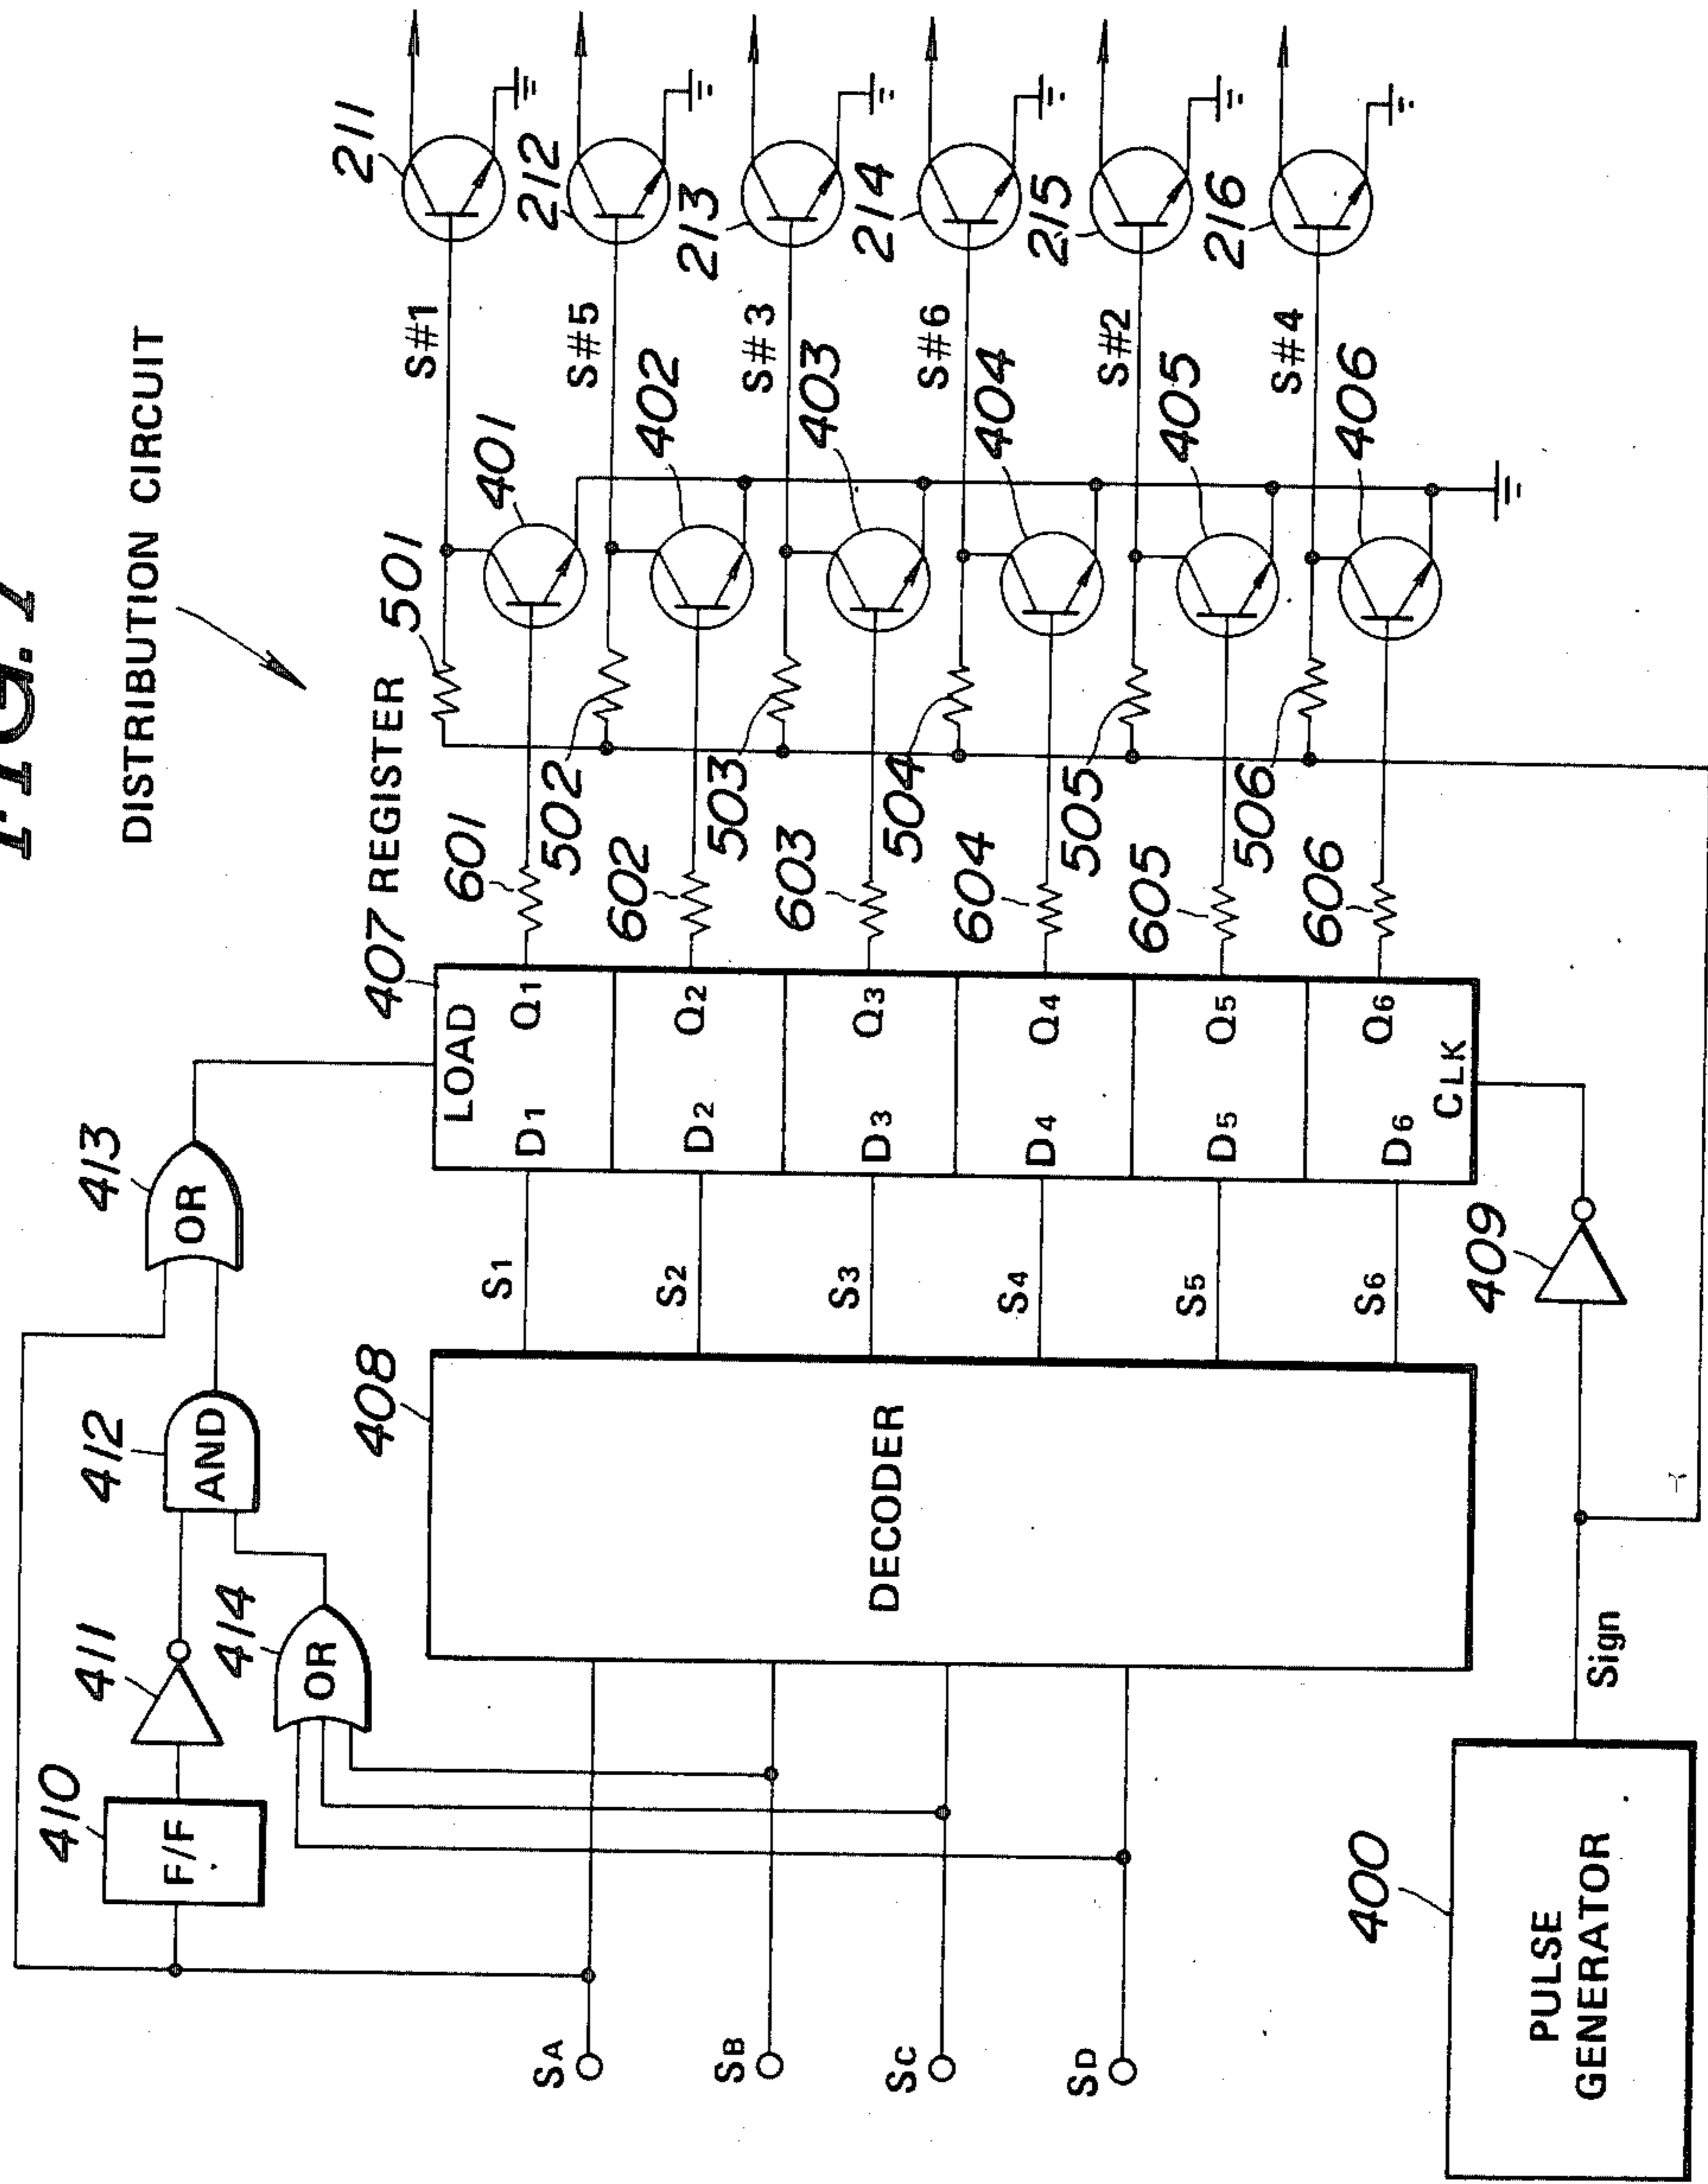 FIG. 7
DISTRIBUTION CIRCUIT
410
F/F
411
412
AND
413
OR
414
OR
407 REGISTER
LOAD
CLK
408
DECODER
SA
SB
SC
SD
S1
S2
S3
S4
S5
S6
D1
D2
D3
D4
D5
D6
Q1
Q2
Q3
Q4
Q5
Q6
601
602
603
604
605
606
501
502
503
504
505
506
401
402
403
404
405
406
S#1
S#5
S#3
S#6
S#2
S#4
211
212
213
214
215
216
409
400
PULSE
GENERATOR
Sign